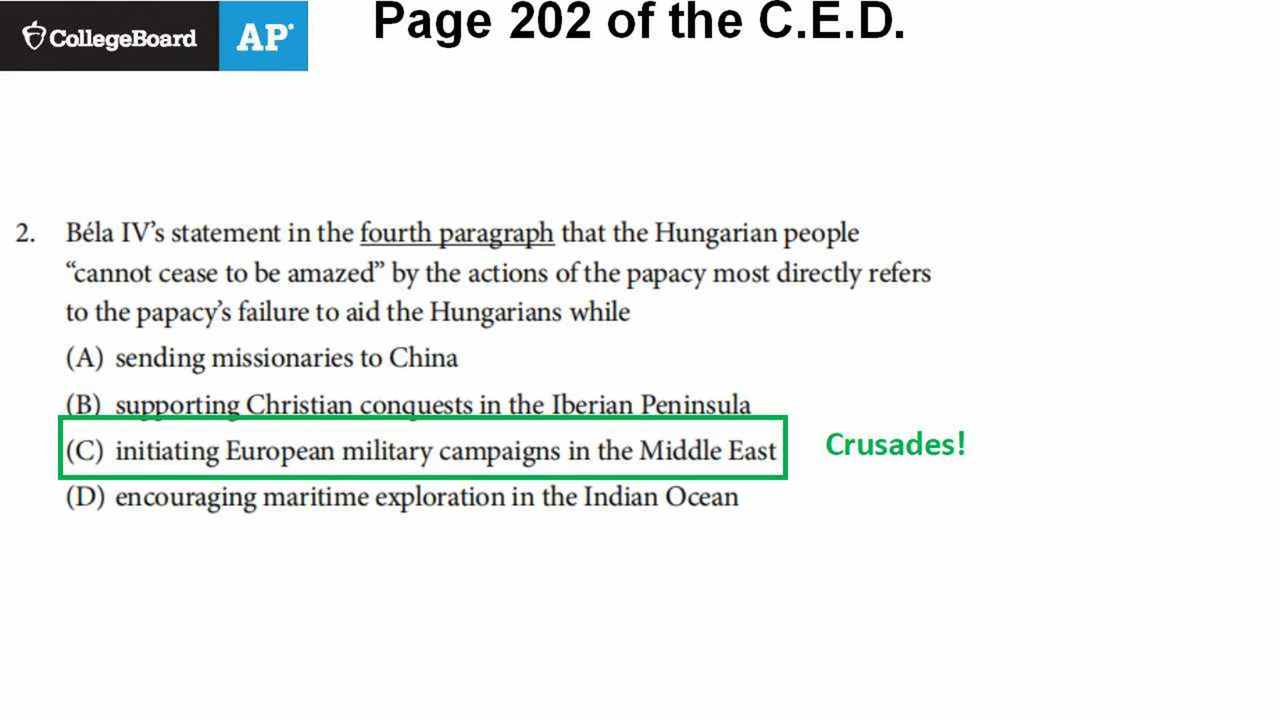 CollegeBoard AP®
Page 202 of the C.E.D.
2. Béla IV’s statement in the fourth paragraph that the Hungarian people
“cannot cease to be amazed” by the actions of the papacy most directly refers
to the papacy’s failure to aid the Hungarians while
(A) sending missionaries to China
(B) supporting Christian conquests in the Iberian Peninsula
(C) initiating European military campaigns in the Middle East
Crusades!
(D) encouraging maritime exploration in the Indian Ocean